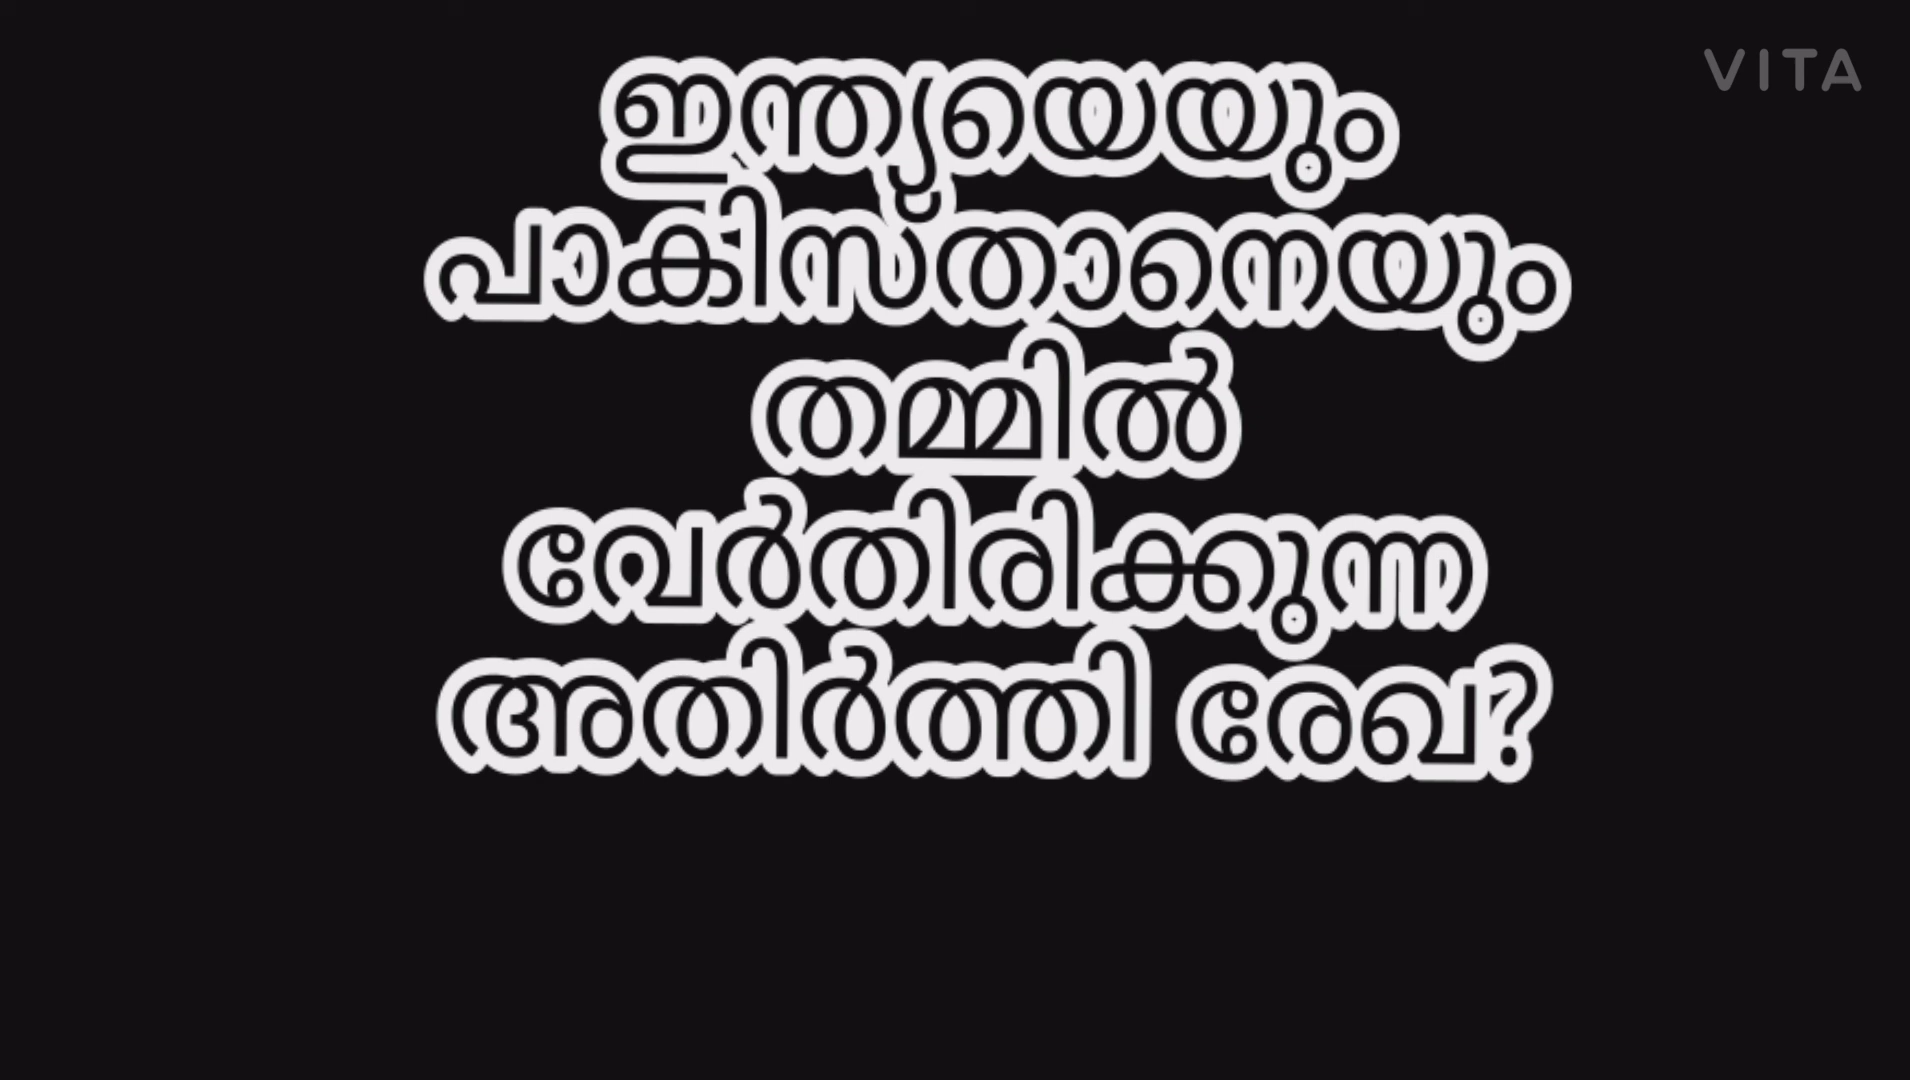 VITA
ഇന്ത്യയെയും
പാകിസ്താനെയും
തമ്മിൽ
വേർതിരിക്കുന്ന
അതിർത്തി രേഖ?